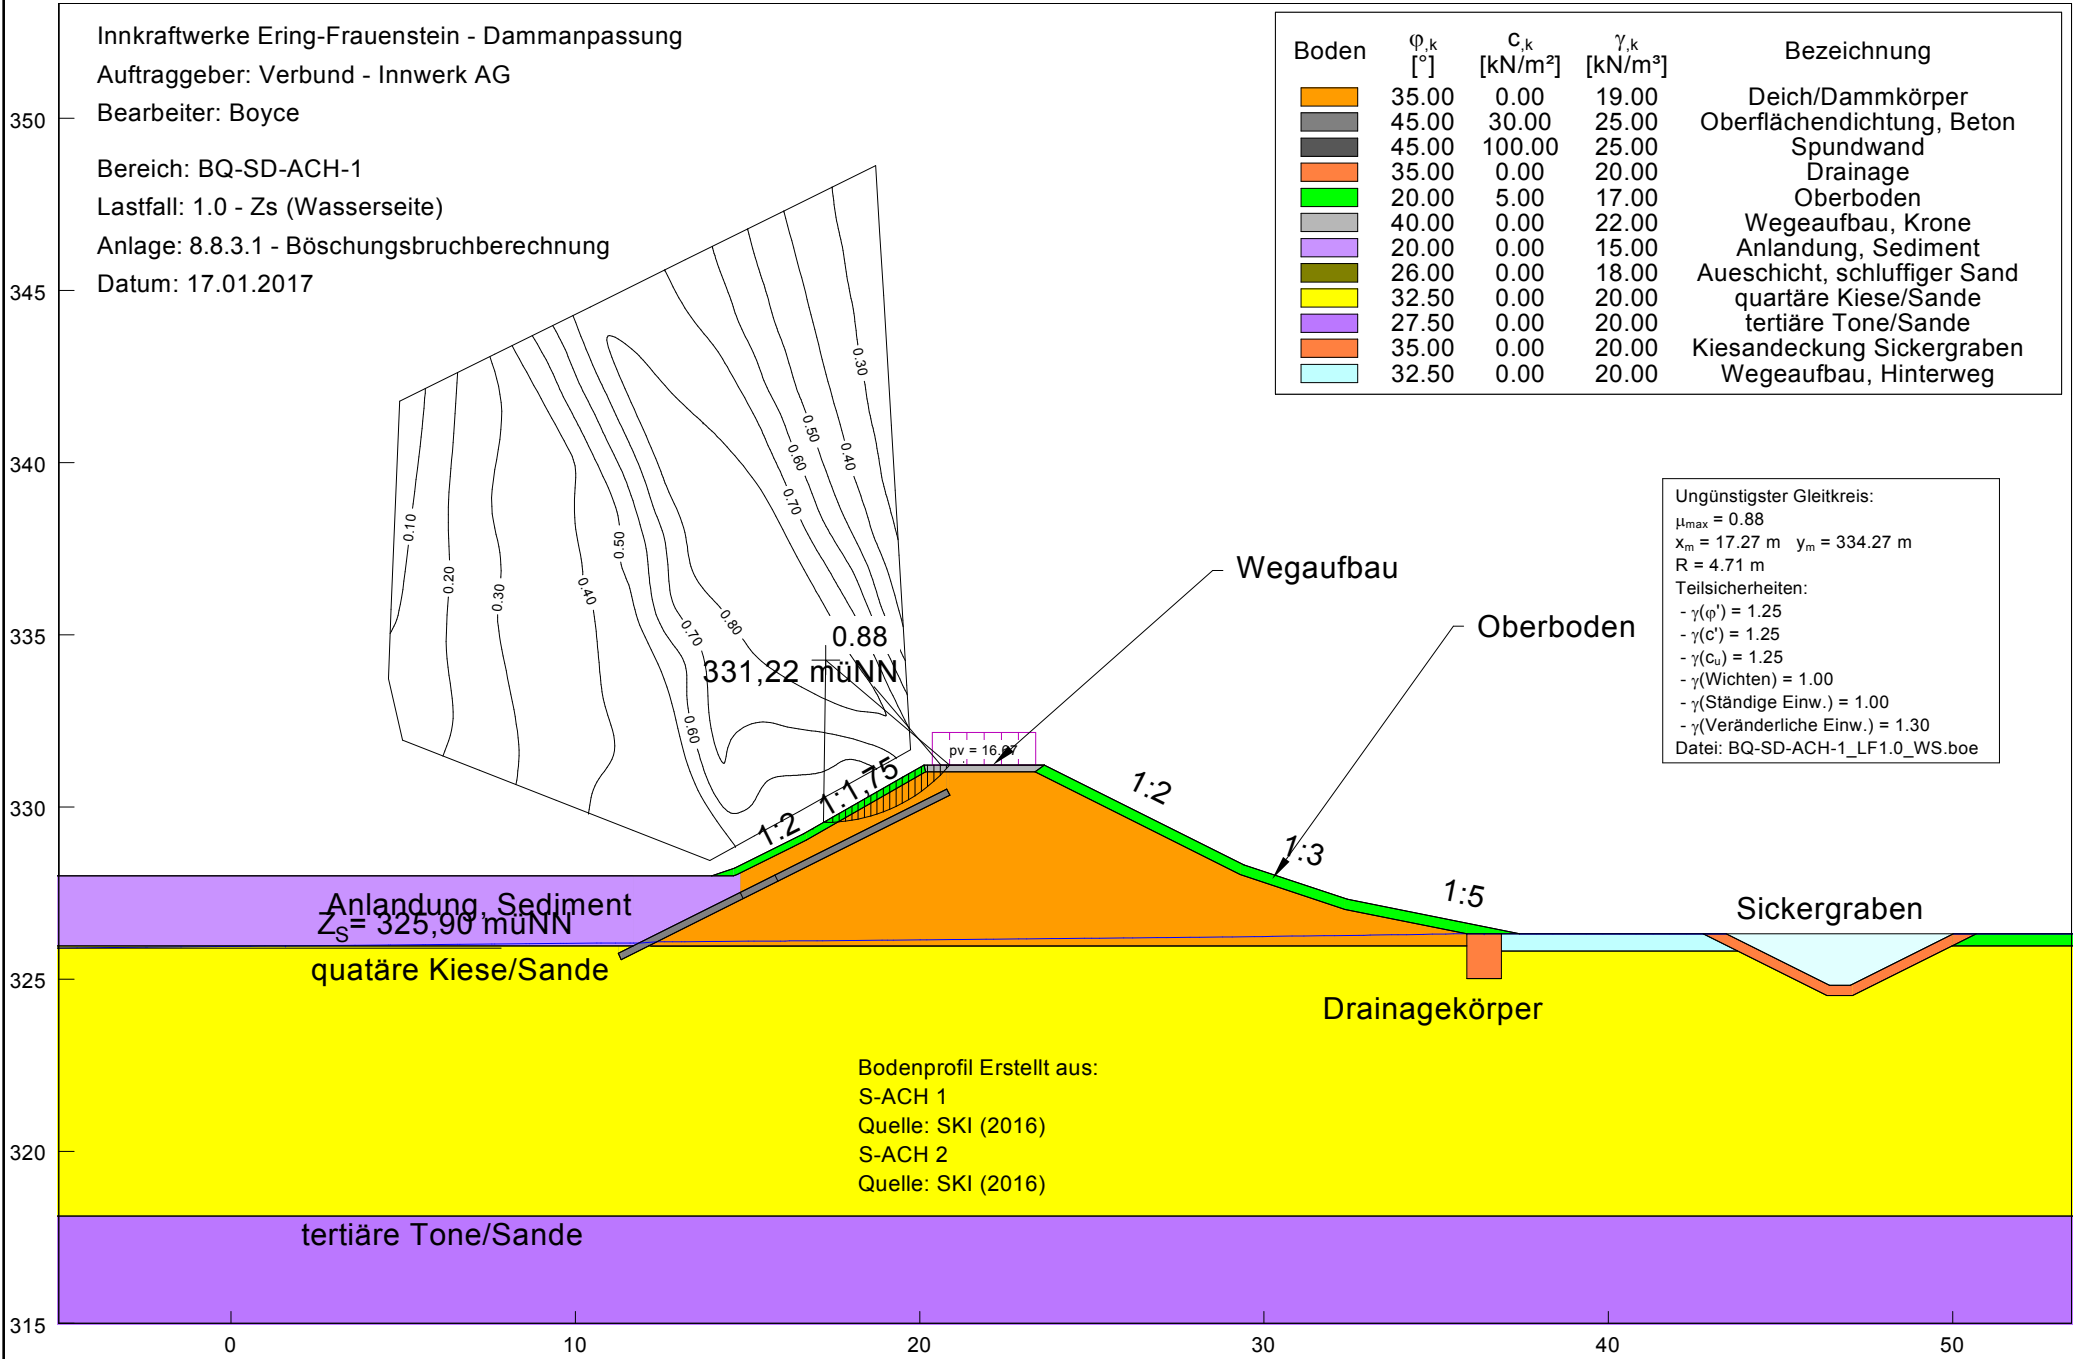 Innkraftwerke Ering-Frauenstein - Dammanpassung
Auftraggeber: Verbund - Innwerk AG
Bearbeiter: Boyce
Bereich: BQ-SD-ACH-1
Lastfall: 1.0 - Zs (Wasserseite)
Anlage: 8.8.3.1 - Böschungsbruchberechnung
Datum: 17.01.2017
Boden φ,k [°] c,k [kN/m²] γ,k [kN/m³] Bezeichnung
35.00 0.00 19.00 Deich/Dammkörper
45.00 30.00 25.00 Oberflächendichtung, Beton
45.00 100.00 25.00 Spundwand
35.00 0.00 20.00 Drainage
20.00 5.00 17.00 Oberboden
40.00 0.00 22.00 Wegeaufbau, Krone
20.00 0.00 15.00 Anlandung, Sediment
26.00 0.00 18.00 Aueschicht, schluffiger Sand
32.50 0.00 20.00 quartäre Kiese/Sande
27.50 0.00 20.00 tertiäre Tone/Sande
35.00 0.00 20.00 Kiesandeckung Sickergraben
32.50 0.00 20.00 Wegeaufbau, Hinterweg
Ungünstigster Gleitkreis:
μmax = 0.88
xm = 17.27 m ym = 334.27 m
R = 4.71 m
Teilsicherheiten:
- γ(φ') = 1.25
- γ(c') = 1.25
- γ(cu) = 1.25
- γ(Wichten) = 1.00
- γ(Ständige Einw.) = 1.00
- γ(Veränderliche Einw.) = 1.30
Datei: BQ-SD-ACH-1_LF1.0_WS.boe
350
345
340
335
330
325
320
315
0.10
0.20
0.30
0.40
0.50
0.60
0.70
0.80
0.70
0.60
0.50
0.40
0.30
0.88
331,22 müNN
Wegaufbau
Oberboden
pv = 16.67
1:2
1:1,75
1:2
1:3
1:5
Anlandung, Sediment
ZS= 325,90 müNN
quatäre Kiese/Sande
Sickergraben
Drainagekörper
Bodenprofil Erstellt aus:
S-ACH 1
Quelle: SKI (2016)
S-ACH 2
Quelle: SKI (2016)
tertiäre Tone/Sande
0 10 20 30 40 50